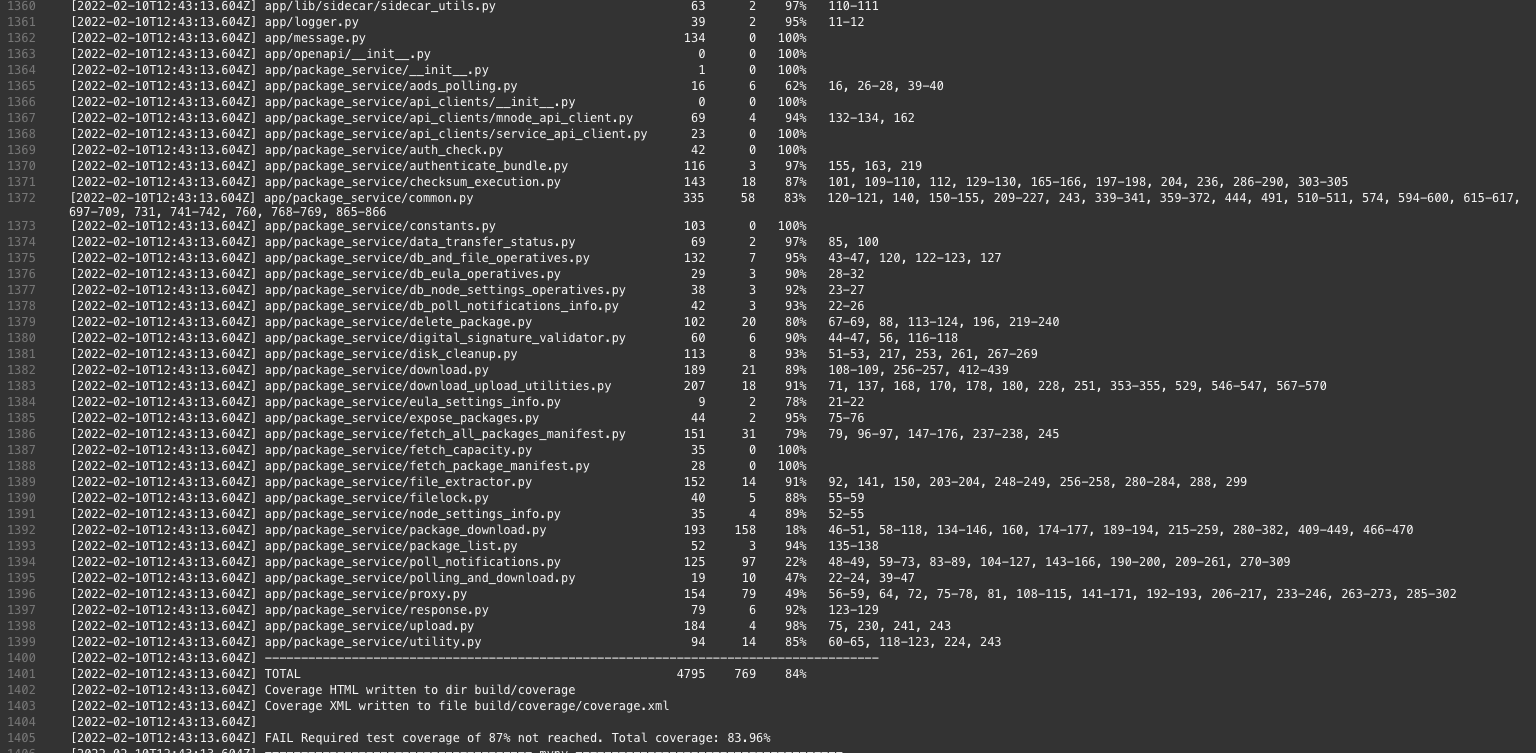 1360 [2022-02-10T12:43:13.604Z] app/lib/sidecar/sidecar_utils.py 63 2 97% 110-111
1361 [2022-02-10T12:43:13.604Z] app/logger.py 39 2 95% 11-12
1362 [2022-02-10T12:43:13.604Z] app/message.py 134 0 100%
1363 [2022-02-10T12:43:13.604Z] app/openapi/__init__.py 0 0 100%
1364 [2022-02-10T12:43:13.604Z] app/package_service/__init__.py 1 0 100%
1365 [2022-02-10T12:43:13.604Z] app/package_service/aods_polling.py 16 6 62% 16, 26-28, 39-40
1366 [2022-02-10T12:43:13.604Z] app/package_service/api_clients/__init__.py 0 0 100%
1367 [2022-02-10T12:43:13.604Z] app/package_service/api_clients/mnode_api_client.py 69 4 94% 132-134, 162
1368 [2022-02-10T12:43:13.604Z] app/package_service/api_clients/service_api_client.py 23 0 100%
1369 [2022-02-10T12:43:13.604Z] app/package_service/auth_check.py 42 0 100%
1370 [2022-02-10T12:43:13.604Z] app/package_service/authenticate_bundle.py 116 3 97% 155, 163, 219
1371 [2022-02-10T12:43:13.604Z] app/package_service/checksum_execution.py 143 18 87% 101, 109-110, 112, 129-130, 165-166, 197-198, 204, 236, 286-290, 303-305
1372 [2022-02-10T12:43:13.604Z] app/package_service/common.py 335 58 83% 120-121, 140, 150-155, 209-227, 243, 339-341, 359-372, 444, 491, 510-511, 574, 594-600, 615-617,
697-709, 731, 741-742, 760, 768-769, 865-866
1373 [2022-02-10T12:43:13.604Z] app/package_service/constants.py 103 0 100%
1374 [2022-02-10T12:43:13.604Z] app/package_service/data_transfer_status.py 69 2 97% 85, 100
1375 [2022-02-10T12:43:13.604Z] app/package_service/db_and_file_operatives.py 132 7 95% 43-47, 120, 122-123, 127
1376 [2022-02-10T12:43:13.604Z] app/package_service/db_eula_operatives.py 29 3 90% 28-32
1377 [2022-02-10T12:43:13.604Z] app/package_service/db_node_settings_operatives.py 38 3 92% 23-27
1378 [2022-02-10T12:43:13.604Z] app/package_service/db_poll_notifications_info.py 42 3 93% 22-26
1379 [2022-02-10T12:43:13.604Z] app/package_service/delete_package.py 102 20 80% 67-69, 88, 113-124, 196, 219-240
1380 [2022-02-10T12:43:13.604Z] app/package_service/digital_signature_validator.py 60 6 90% 44-47, 56, 116-118
1381 [2022-02-10T12:43:13.604Z] app/package_service/disk_cleanup.py 113 8 93% 51-53, 217, 253, 261, 267-269
1382 [2022-02-10T12:43:13.604Z] app/package_service/download.py 189 21 89% 108-109, 256-257, 412-439
1383 [2022-02-10T12:43:13.604Z] app/package_service/download_upload_utilities.py 207 18 91% 71, 137, 168, 170, 178, 180, 228, 251, 353-355, 529, 546-547, 567-570
1384 [2022-02-10T12:43:13.604Z] app/package_service/eula_settings_info.py 9 2 78% 21-22
1385 [2022-02-10T12:43:13.604Z] app/package_service/expose_packages.py 44 2 95% 75-76
1386 [2022-02-10T12:43:13.604Z] app/package_service/fetch_all_packages_manifest.py 151 31 79% 79, 96-97, 147-176, 237-238, 245
1387 [2022-02-10T12:43:13.604Z] app/package_service/fetch_capacity.py 35 0 100%
1388 [2022-02-10T12:43:13.604Z] app/package_service/fetch_package_manifest.py 28 0 100%
1389 [2022-02-10T12:43:13.604Z] app/package_service/file_extractor.py 152 14 91% 92, 141, 150, 203-204, 248-249, 256-258, 280-284, 288, 299
1390 [2022-02-10T12:43:13.604Z] app/package_service/filelock.py 40 5 88% 55-59
1391 [2022-02-10T12:43:13.604Z] app/package_service/node_settings_info.py 35 4 89% 52-55
1392 [2022-02-10T12:43:13.604Z] app/package_service/package_download.py 193 158 18% 46-51, 58-118, 134-146, 160, 174-177, 189-194, 215-259, 280-382, 409-449, 466-470
1393 [2022-02-10T12:43:13.604Z] app/package_service/package_list.py 52 3 94% 135-138
1394 [2022-02-10T12:43:13.604Z] app/package_service/poll_notifications.py 125 97 22% 48-49, 59-73, 83-89, 104-127, 143-166, 190-200, 209-261, 270-309
1395 [2022-02-10T12:43:13.604Z] app/package_service/polling_and_download.py 19 10 47% 22-24, 39-47
1396 [2022-02-10T12:43:13.604Z] app/package_service/proxy.py 154 79 49% 56-59, 64, 72, 75-78, 81, 108-115, 141-171, 192-193, 206-217, 233-246, 263-273, 285-302
1397 [2022-02-10T12:43:13.604Z] app/package_service/response.py 79 6 92% 123-129
1398 [2022-02-10T12:43:13.604Z] app/package_service/upload.py 184 4 98% 75, 230, 241, 243
1399 [2022-02-10T12:43:13.604Z] app/package_service/utility.py 94 14 85% 60-65, 118-123, 224, 243
1400 [2022-02-10T12:43:13.604Z] -------------------------------------------------------------------------------------
1401 [2022-02-10T12:43:13.604Z] TOTAL 4795 769 84%
1402 [2022-02-10T12:43:13.604Z] Coverage HTML written to dir build/coverage
1403 [2022-02-10T12:43:13.604Z] Coverage XML written to file build/coverage/coverage.xml
1404 [2022-02-10T12:43:13.604Z]
1405 [2022-02-10T12:43:13.604Z] FAIL Required test coverage of 87% not reached. Total coverage: 83.96%